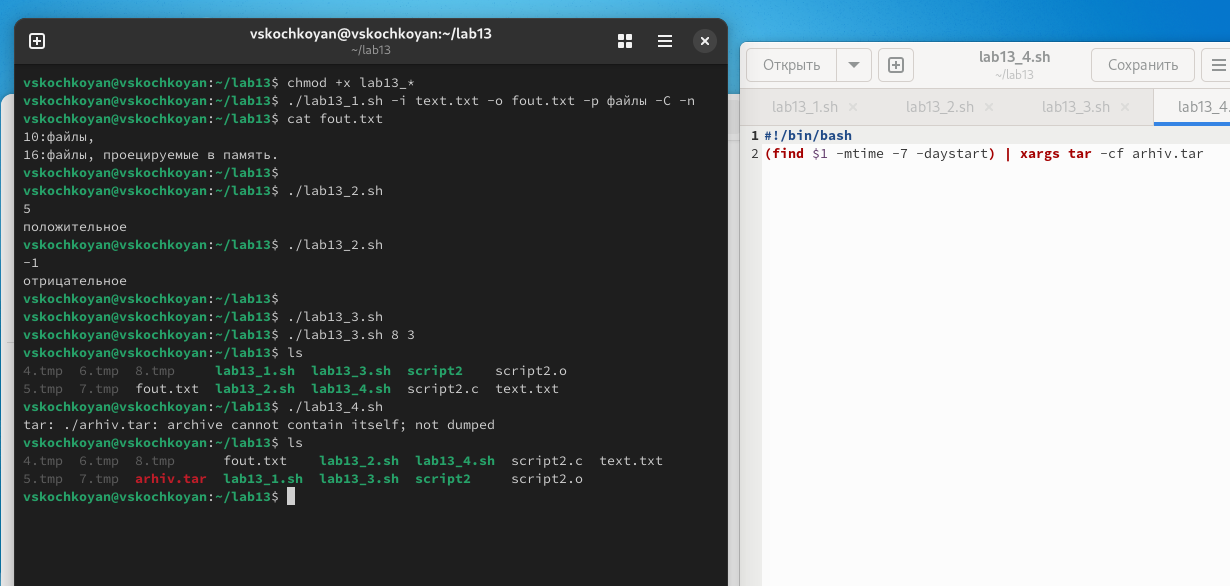 vskochkoyan@vskochkoyan:~/lab13
~/lab13
vskochkoyan@vskochkoyan:~/lab13$ chmod +x lab13_*
vskochkoyan@vskochkoyan:~/lab13$ ./lab13_1.sh -i text.txt -o fout.txt -p файлы -C -n
vskochkoyan@vskochkoyan:~/lab13$ cat fout.txt
10:файлы,
16:файлы, проецируемые в память.
vskochkoyan@vskochkoyan:~/lab13$
vskochkoyan@vskochkoyan:~/lab13$ ./lab13_2.sh
5
положительное
vskochkoyan@vskochkoyan:~/lab13$ ./lab13_2.sh
-1
отрицательное
vskochkoyan@vskochkoyan:~/lab13$
vskochkoyan@vskochkoyan:~/lab13$ ./lab13_3.sh
vskochkoyan@vskochkoyan:~/lab13$ ./lab13_3.sh 8 3
vskochkoyan@vskochkoyan:~/lab13$ ls
4.tmp 6.tmp 8.tmp lab13_1.sh lab13_3.sh script2 script2.o
5.tmp 7.tmp fout.txt lab13_2.sh lab13_4.sh script2.c text.txt
vskochkoyan@vskochkoyan:~/lab13$ ./lab13_4.sh
tar: ./arhiv.tar: archive cannot contain itself; not dumped
vskochkoyan@vskochkoyan:~/lab13$ ls
4.tmp 6.tmp 8.tmp fout.txt lab13_2.sh lab13_4.sh script2.c text.txt
5.tmp 7.tmp arhiv.tar lab13_1.sh lab13_3.sh script2 script2.o
vskochkoyan@vskochkoyan:~/lab13$
Открыть lab13_4.sh Сохранить
~/lab13
lab13_1.sh lab13_2.sh lab13_3.sh lab13_4.
1 #!/bin/bash
2 (find $1 -mtime -7 -daystart) | xargs tar -cf arhiv.tar